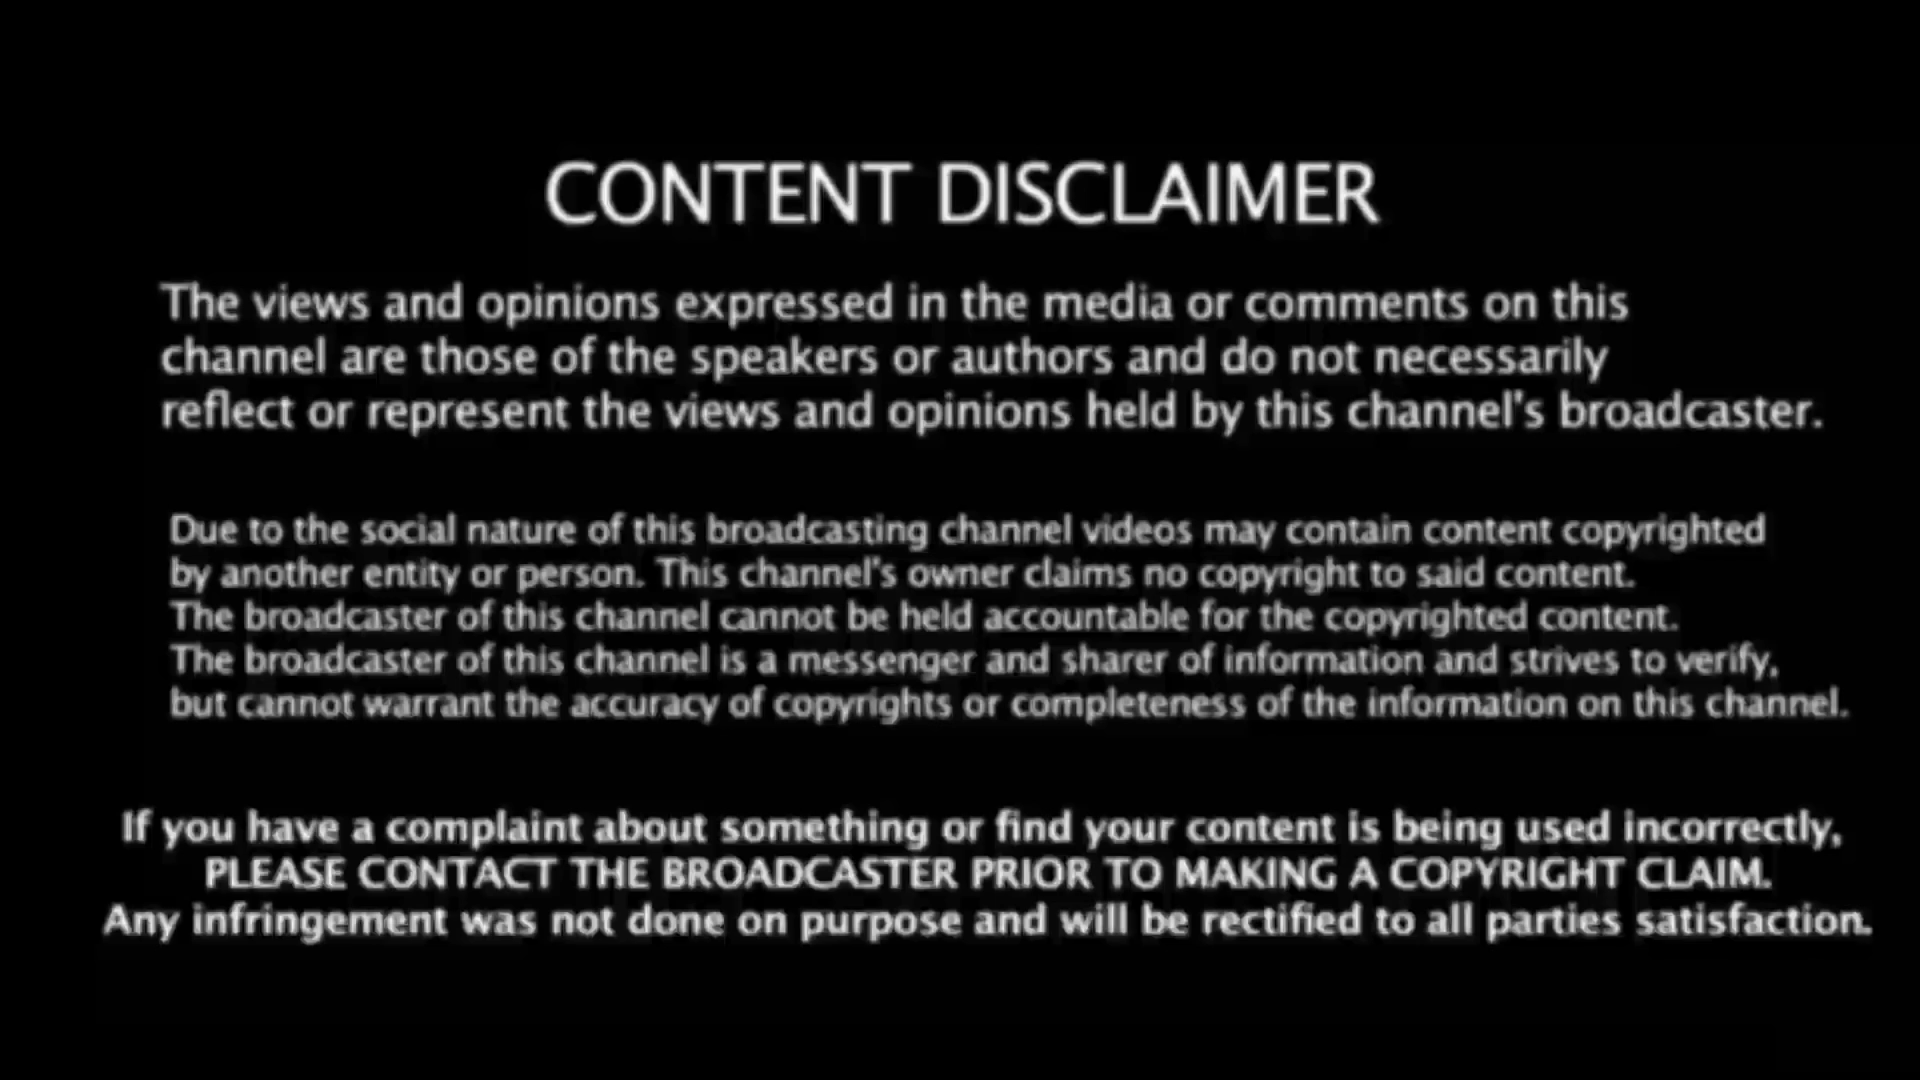 CONTENT DISCLAIMER
The views and opinions expressed in the media or comments on this
channel are those of the speakers or authors and do not necessarily
reflect or represent the views and opinions held by this channel's broadcaster.
Due to the social nature of this broadcasting channel videos may contain content copyrighted
by another entity or person. This channel's owner claims no copyright to said content.
The broadcaster of this channel cannot be held accountable for the copyrighted content.
The broadcaster of this channel is a messenger and sharer of information and strives to verify,
but cannot warrant the accuracy of copyrights or completeness of the information on this channel.
If you have a complaint about something or find your content is being used incorrectly,
PLEASE CONTACT THE BROADCASTER PRIOR TO MAKING A COPYRIGHT CLAIM.
Any infringement was not done on purpose and will be rectified to all parties satisfaction.